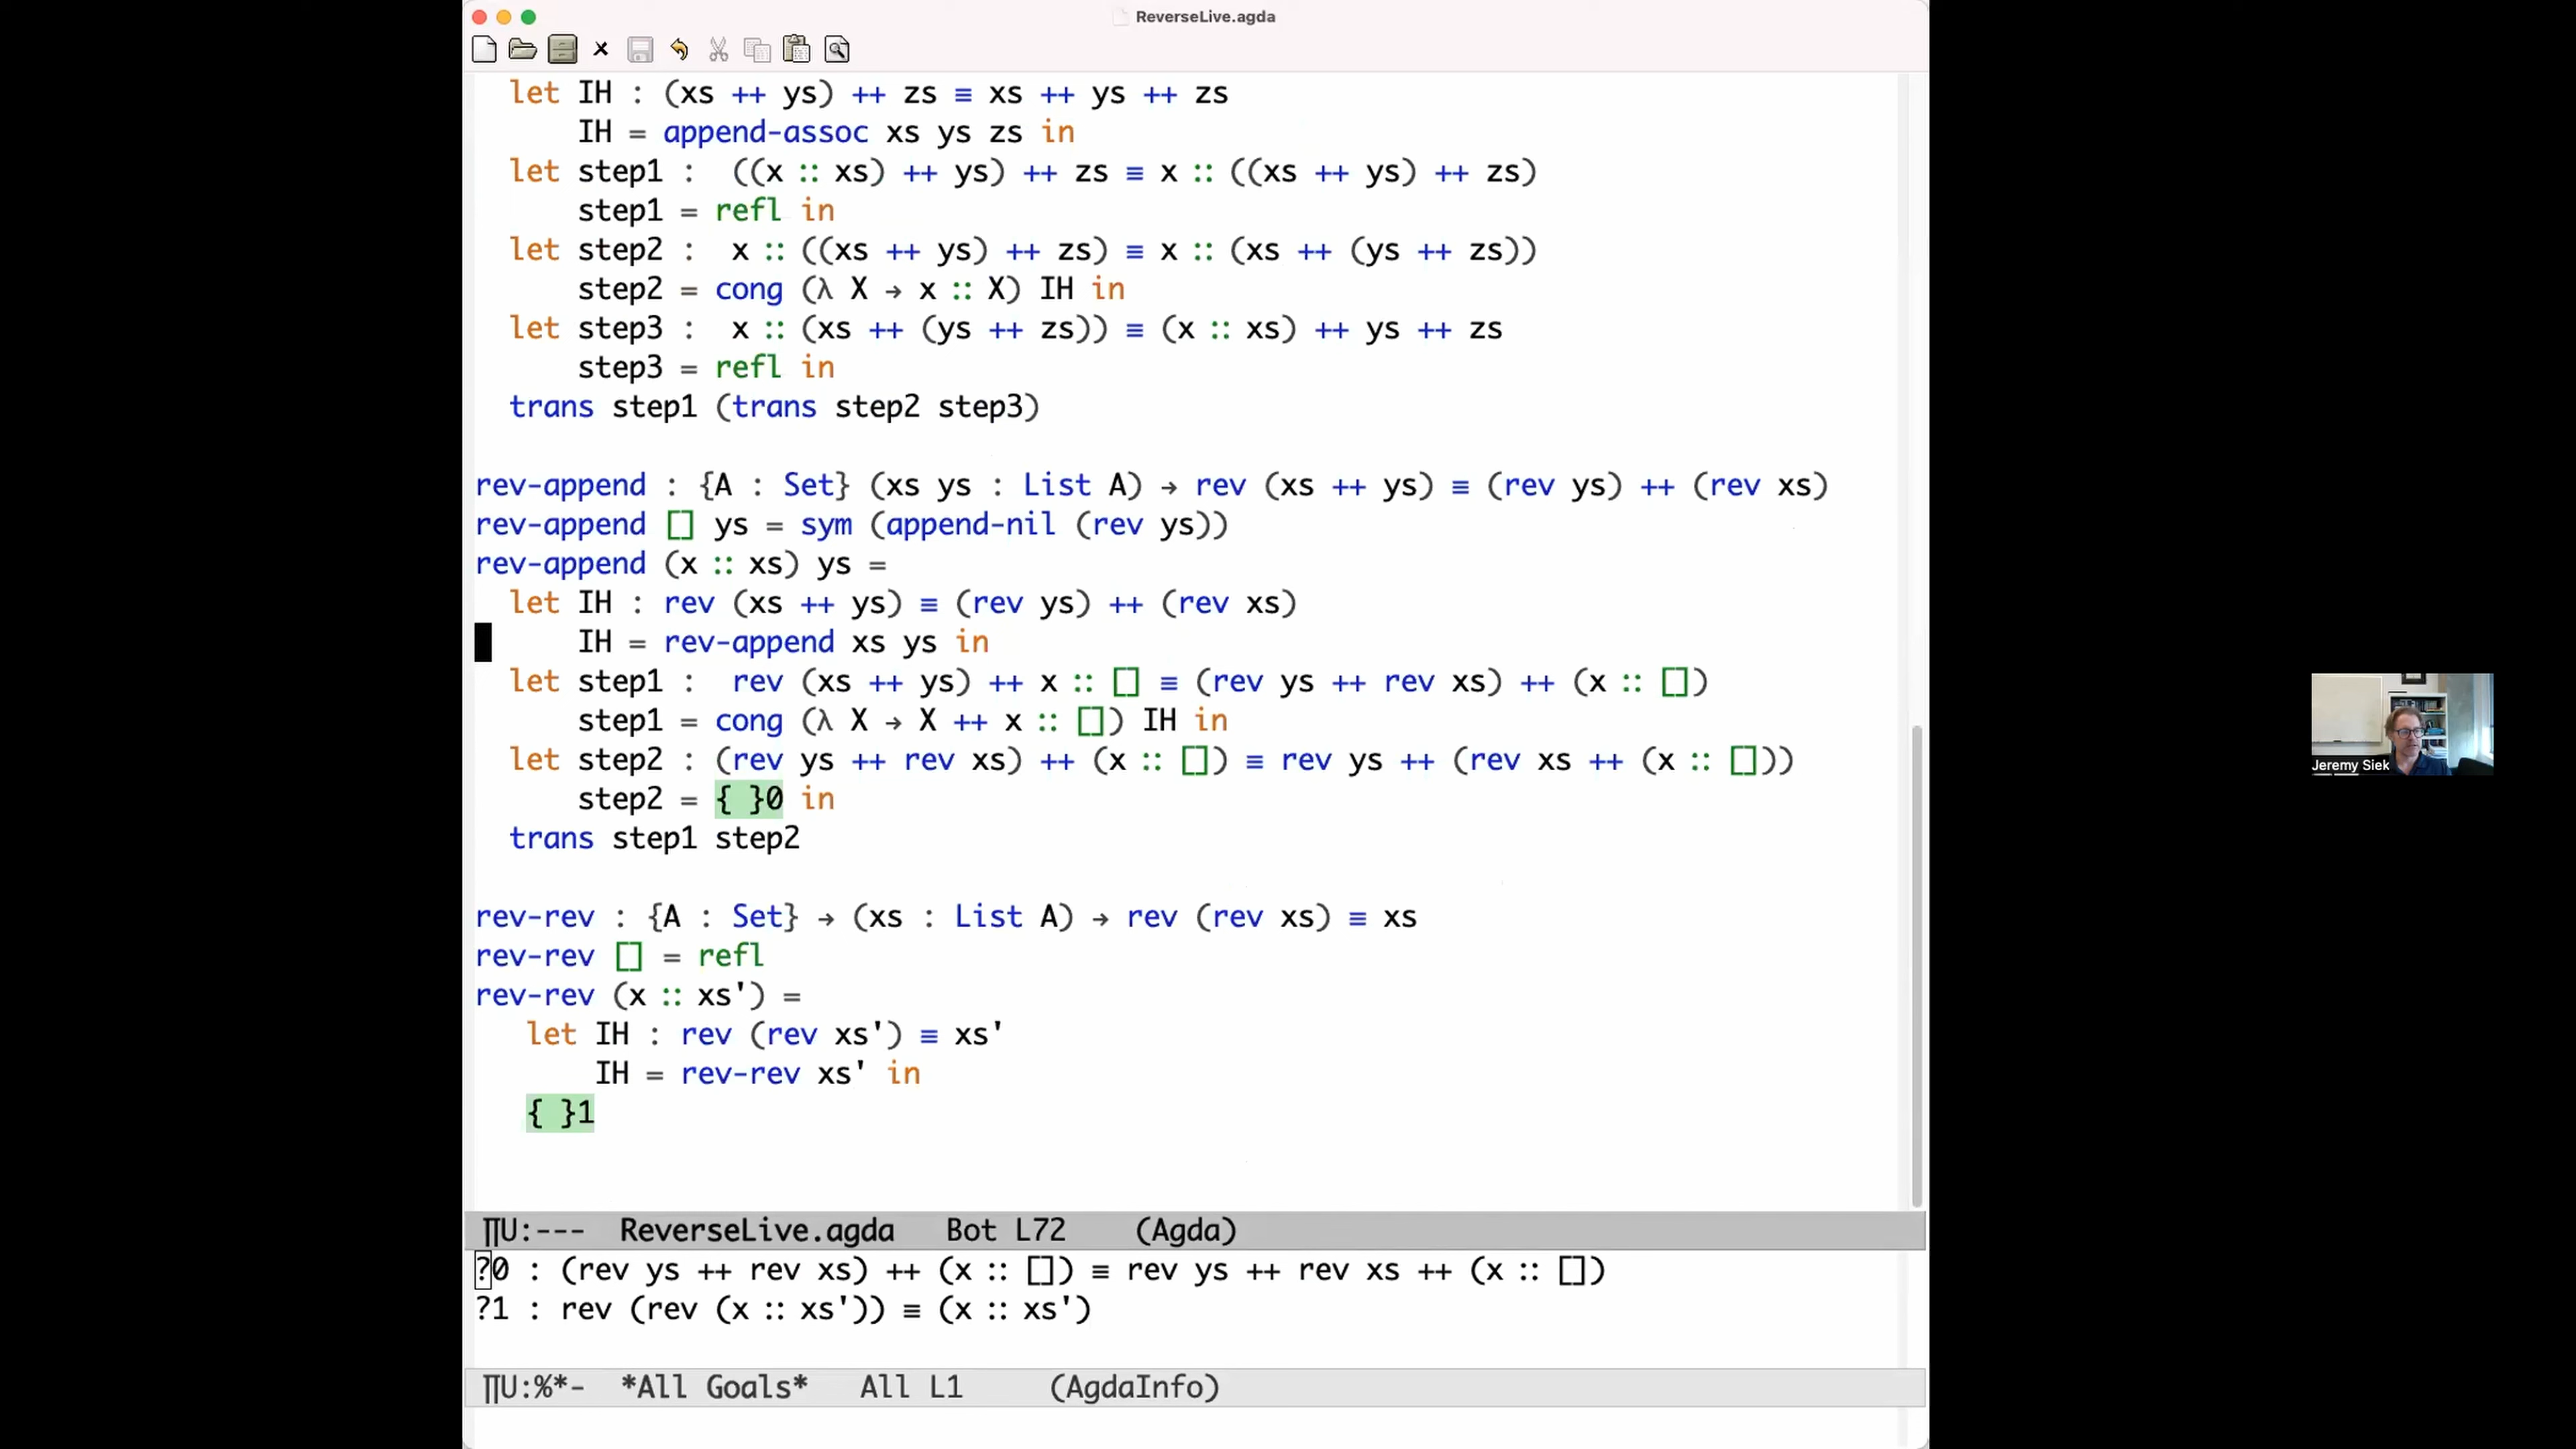 ReverseLive.agda
let IH : (xs ++ ys) ++ zs ≡ xs ++ ys ++ zs
IH = append-assoc xs ys zs in
let step1 : ((x :: xs) ++ ys) ++ zs ≡ x :: ((xs ++ ys) ++ zs)
step1 = refl in
let step2 : x :: ((xs ++ ys) ++ zs) ≡ x :: (xs ++ (ys ++ zs))
step2 = cong (λ X → x :: X) IH in
let step3 : x :: (xs ++ (ys ++ zs)) ≡ (x :: xs) ++ ys ++ zs
step3 = refl in
trans step1 (trans step2 step3)
rev-append : {A : Set} (xs ys : List A) → rev (xs ++ ys) ≡ (rev ys) ++ (rev xs)
rev-append [] ys = sym (append-nil (rev ys))
rev-append (x :: xs) ys =
let IH : rev (xs ++ ys) ≡ (rev ys) ++ (rev xs)
IH = rev-append xs ys in
let step1 : rev (xs ++ ys) ++ x :: [] ≡ (rev ys ++ rev xs) ++ (x :: [])
step1 = cong (λ X → X ++ x :: []) IH in
let step2 : (rev ys ++ rev xs) ++ (x :: []) ≡ rev ys ++ (rev xs ++ (x :: []))
step2 = { }0 in
trans step1 step2
rev-rev : {A : Set} → (xs : List A) → rev (rev xs) ≡ xs
rev-rev [] = refl
rev-rev (x :: xs') =
let IH : rev (rev xs') ≡ xs'
IH = rev-rev xs' in
{ }1
∏U:--- ReverseLive.agda Bot L72 (Agda)
?0 : (rev ys ++ rev xs) ++ (x :: []) ≡ rev ys ++ rev xs ++ (x :: [])
?1 : rev (rev (x :: xs')) ≡ (x :: xs')
∏U:%*- *All Goals* All L1 (AgdaInfo)
Jeremy Siek